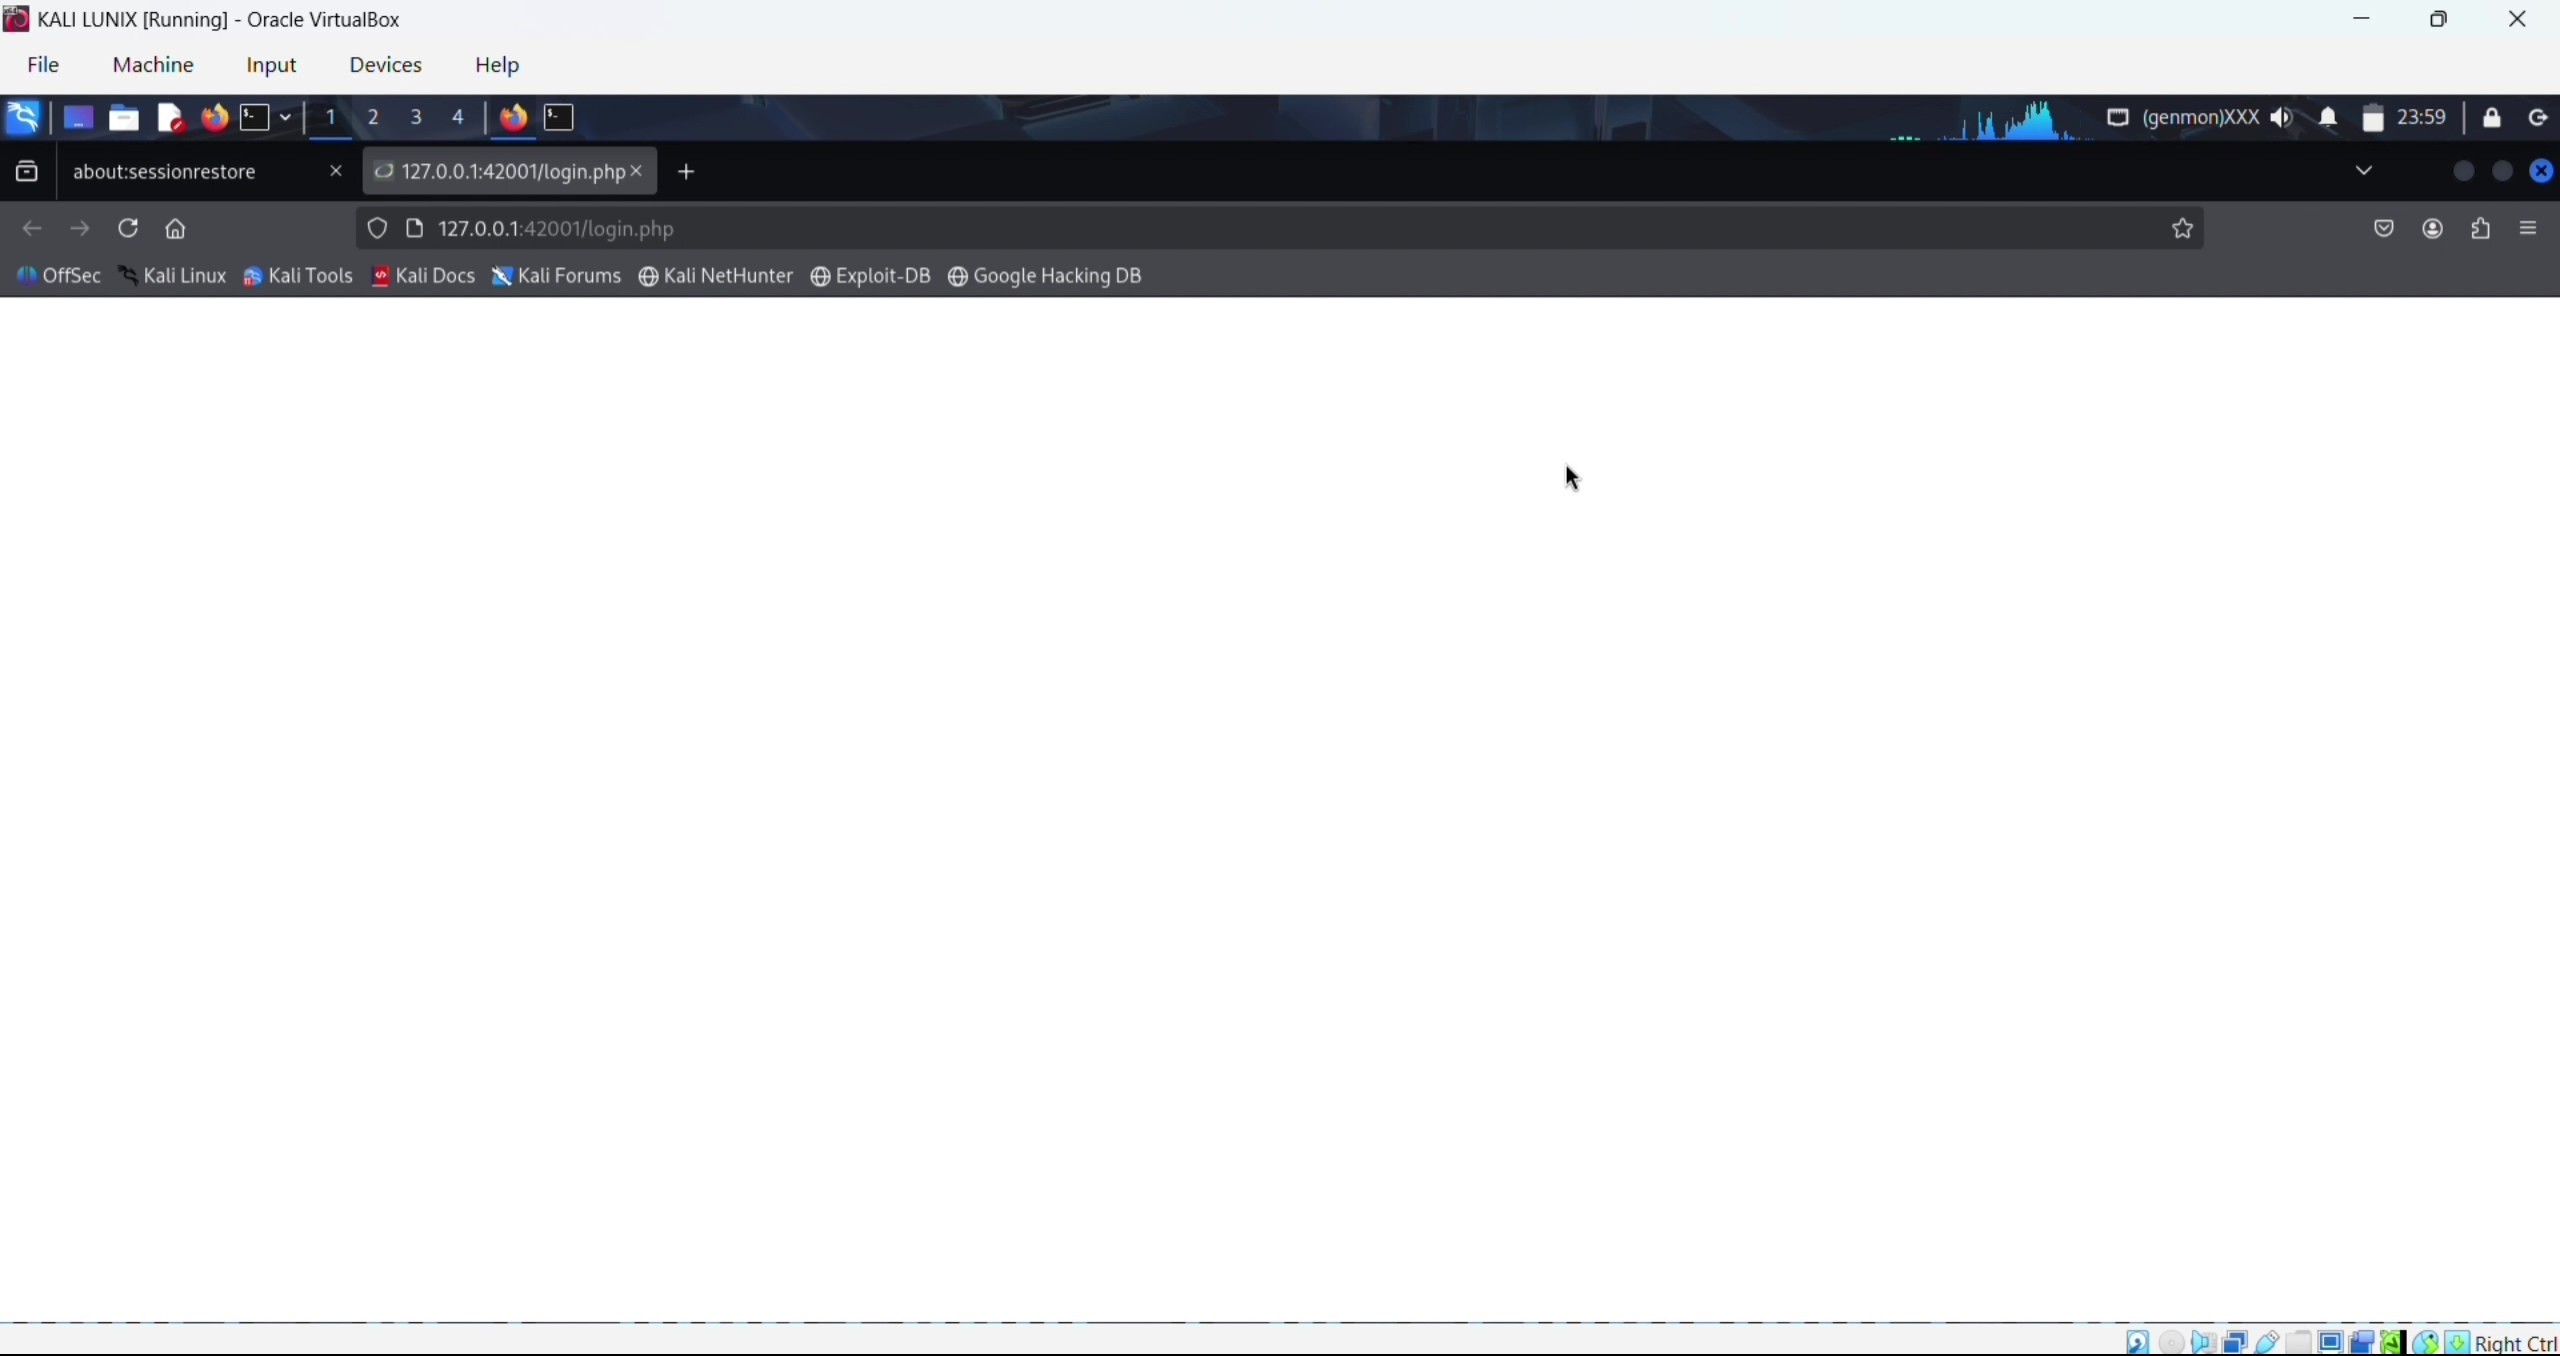 KALI LUNIX [Running] - Oracle VirtualBox
File Machine Input Devices Help
1 2 3 4 (genmon)XXX 23:59
about:sessionrestore 127.0.0.1:42001/login.php
127.0.0.1:42001/login.php
OffSec Kali Linux Kali Tools Kali Docs Kali Forums Kali NetHunter Exploit-DB Google Hacking DB
Right Ctrl